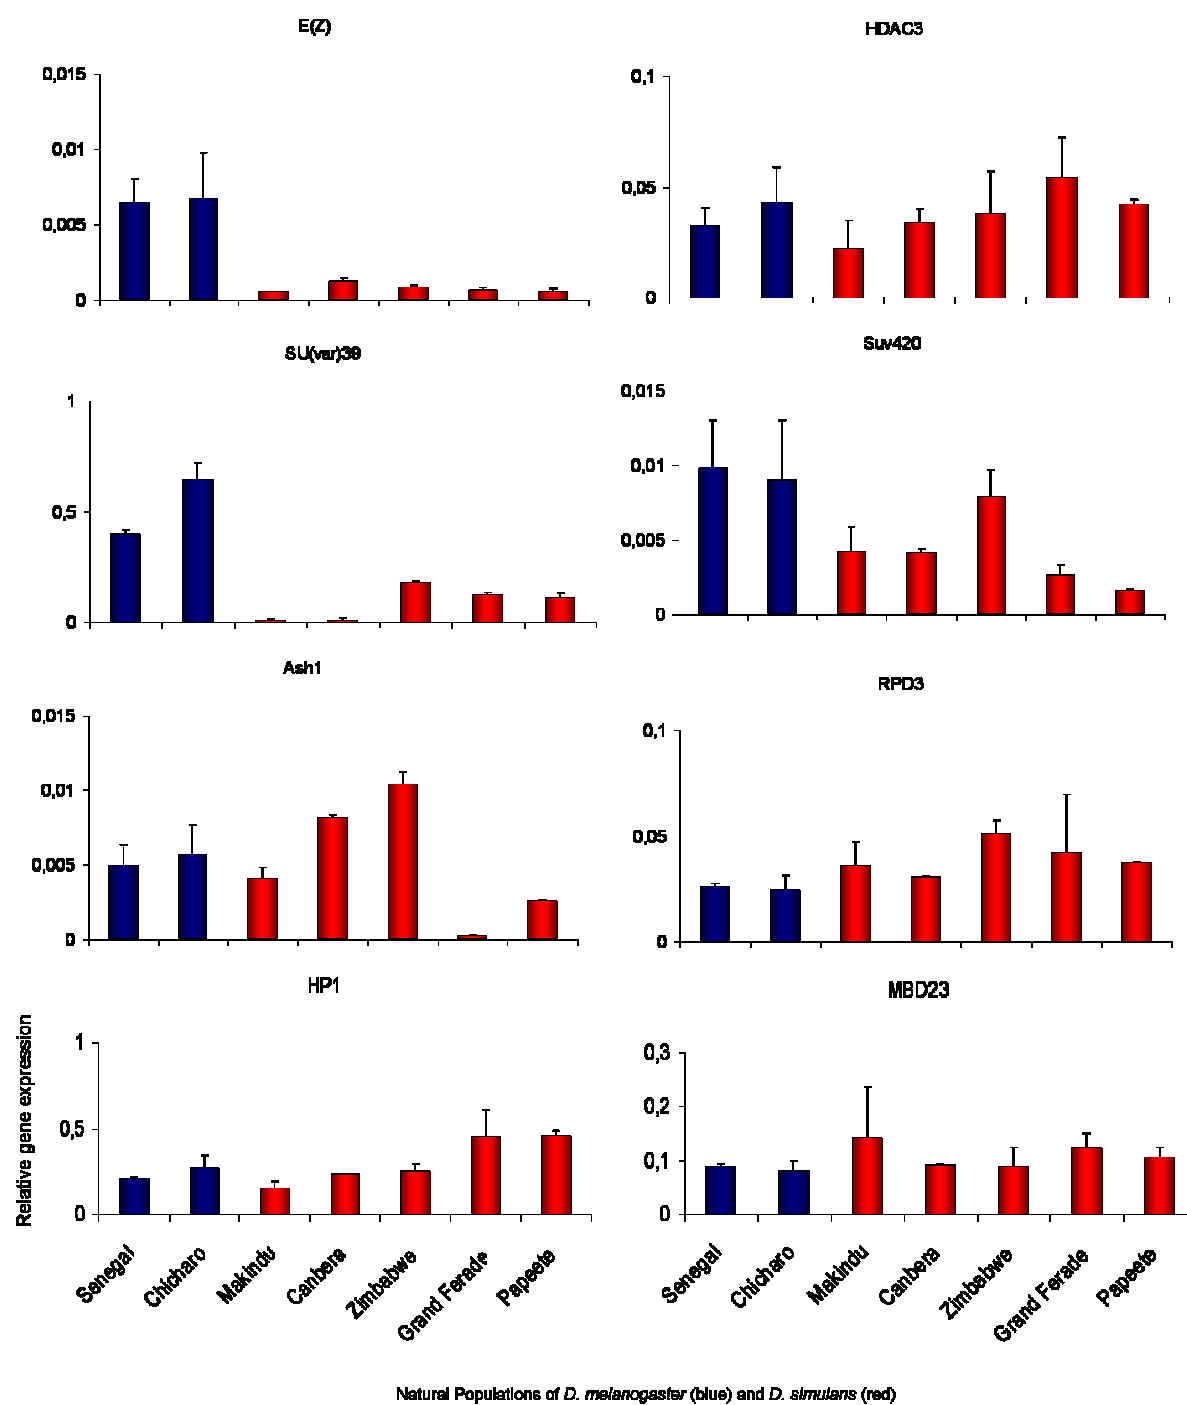 E(Z)
0,015
0,01
0,005
0
HDAC3
0,1
0,05
0
SU(var)39
1
0,5
0
Suv420
0,015
0,01
0,005
0
Ash1
0,015
0,01
0,005
0
RPD3
0,1
0,05
0
HP1
1
0,5
0
Relative gene expression
Senegal
Chicharo
Makindu
Canbera
Zimbabwe
Grand Ferade
Papeete
MBD23
0,3
0,2
0,1
0
Senegal
Chicharo
Makindu
Canbera
Zimbabwe
Grand Ferade
Papeete
Natural Populations of D. melanogaster (blue) and D. simulans (red)